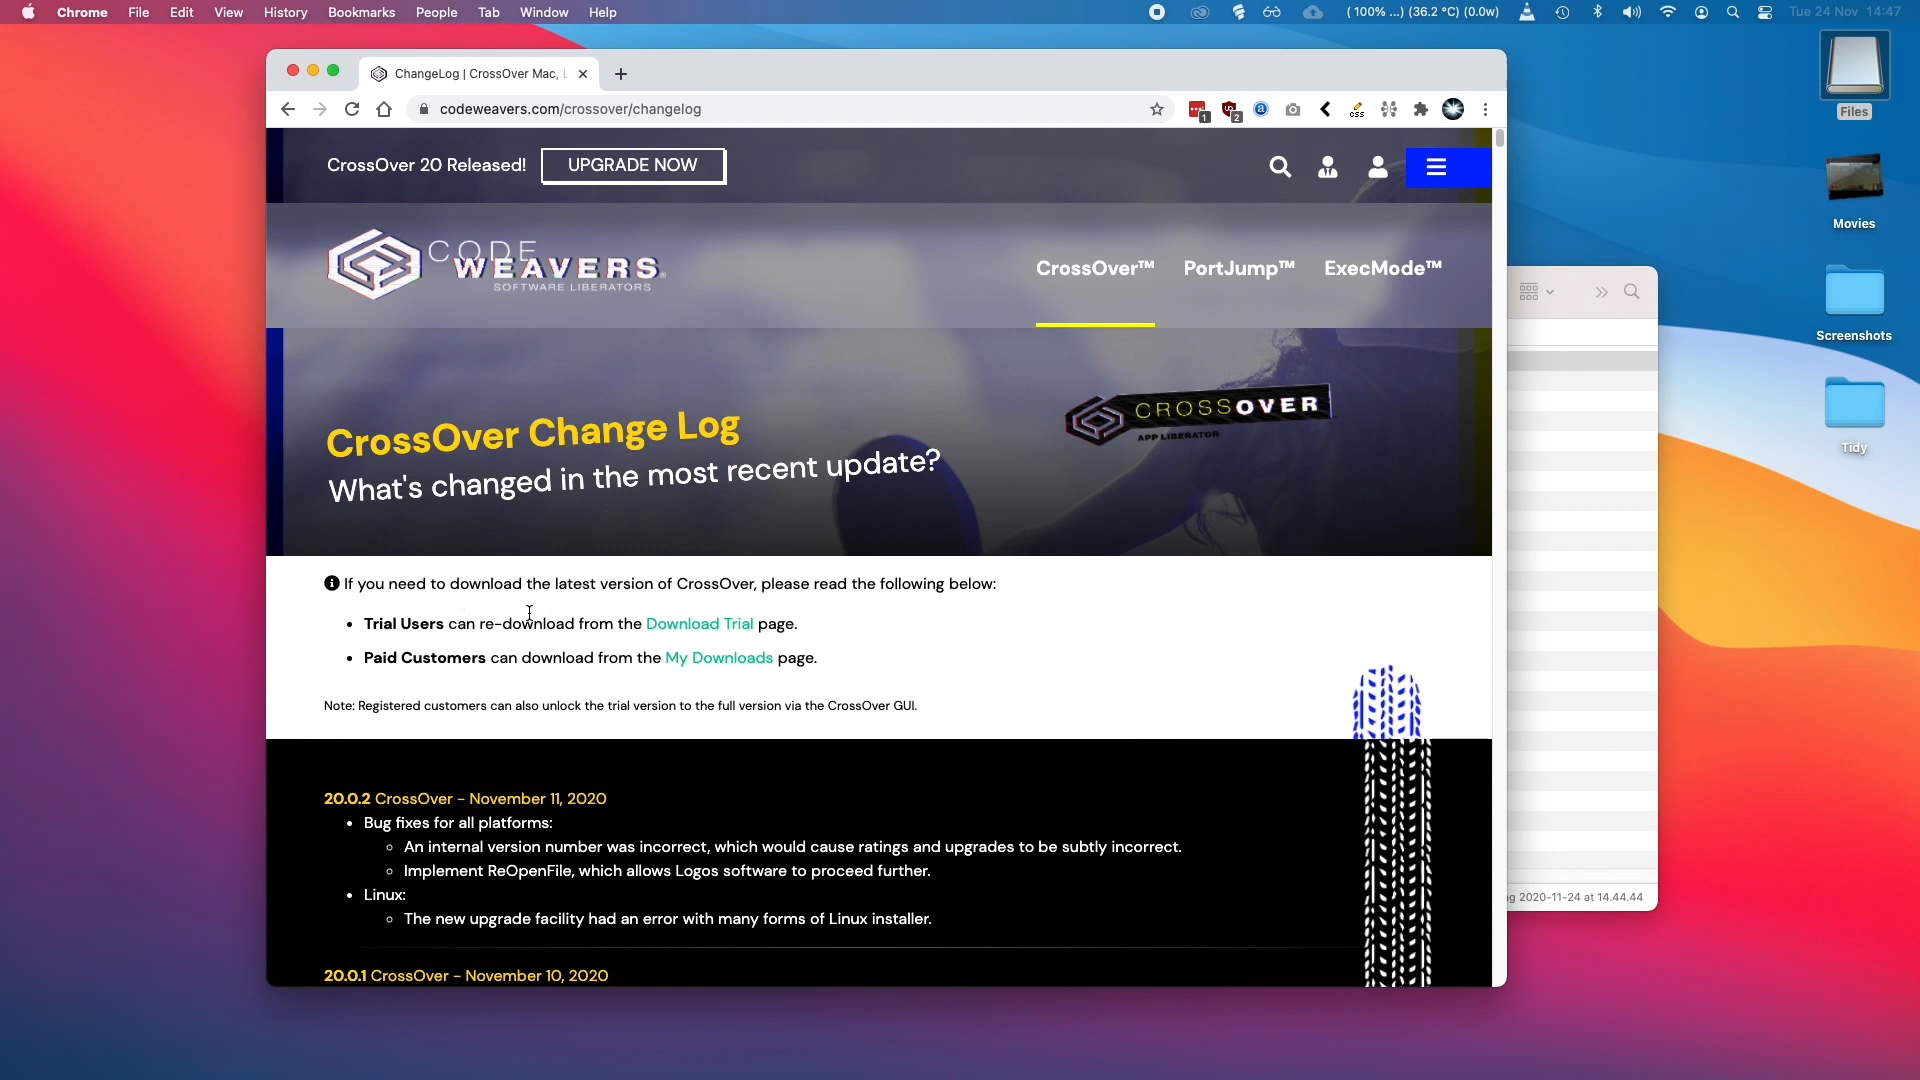 Chrome File Edit View History Bookmarks People Tab Window Help (100% ...) (36.2 °C) (0.0w) Tue 24 Nov 14:47
ChangeLog | CrossOver Mac, L
codeweavers.com/crossover/changelog
1
2
css
Files
Movies
Screenshots
Tidy
CrossOver 20 Released! UPGRADE NOW
CODE
WEAVERS
SOFTWARE LIBERATORS
CrossOver™ PortJump™ ExecMode™
CROSSOVER
APP LIBERATOR
CrossOver Change Log
What's changed in the most recent update?
If you need to download the latest version of CrossOver, please read the following below:
• Trial Users can re-download from the Download Trial page.
• Paid Customers can download from the My Downloads page.
Note: Registered customers can also unlock the trial version to the full version via the CrossOver GUI.
20.0.2 CrossOver - November 11, 2020
• Bug fixes for all platforms:
An internal version number was incorrect, which would cause ratings and upgrades to be subtly incorrect.
Implement ReOpenFile, which allows Logos software to proceed further.
• Linux:
The new upgrade facility had an error with many forms of Linux installer.
20.0.1 CrossOver - November 10, 2020
g 2020-11-24 at 14.44.44